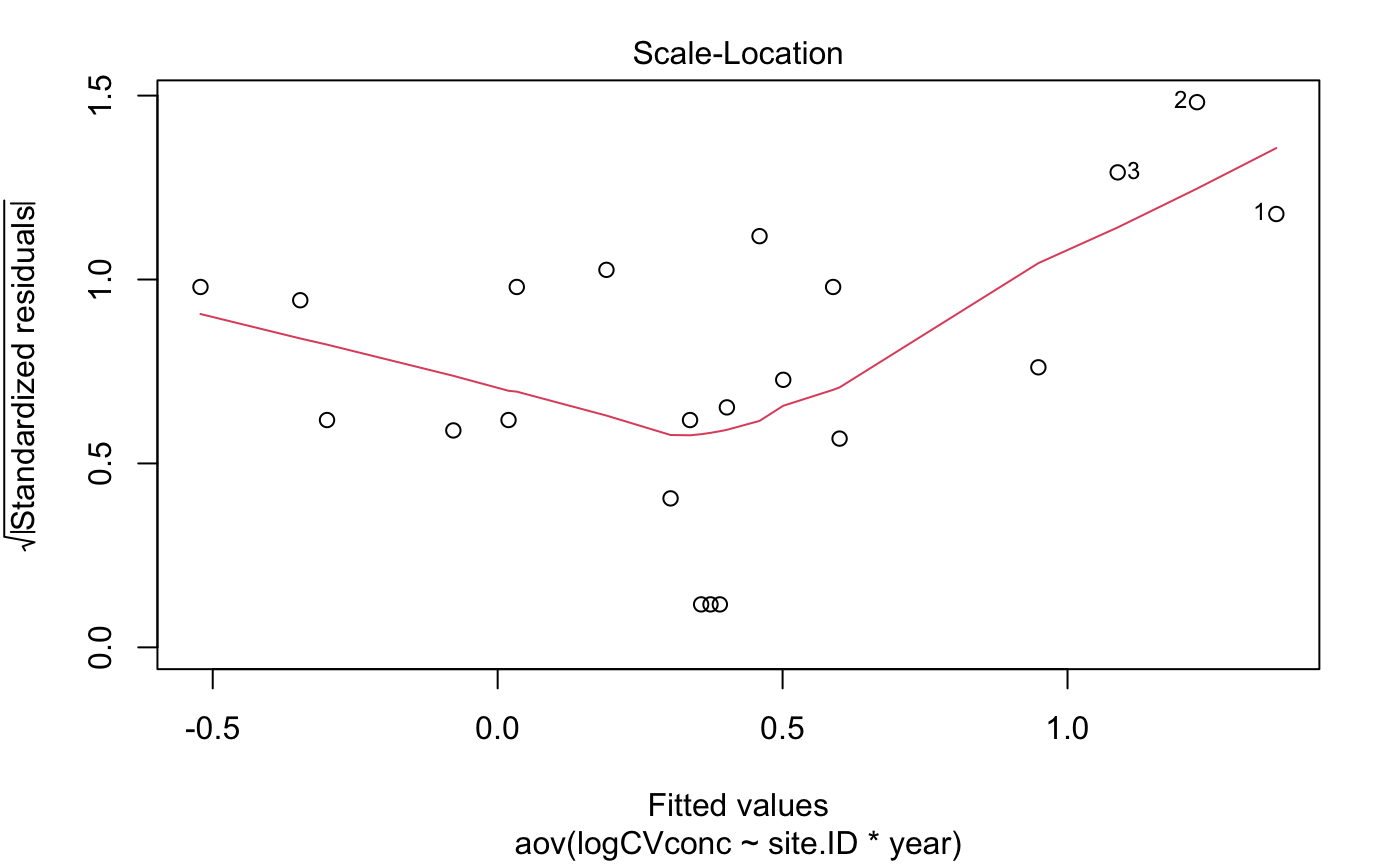 Scale-Location
√|Standardized residuals|
1.5
1.0
0.5
0.0
2
3
1
-0.5 0.0 0.5 1.0
Fitted values
aov(logCVconc ~ site.ID * year)